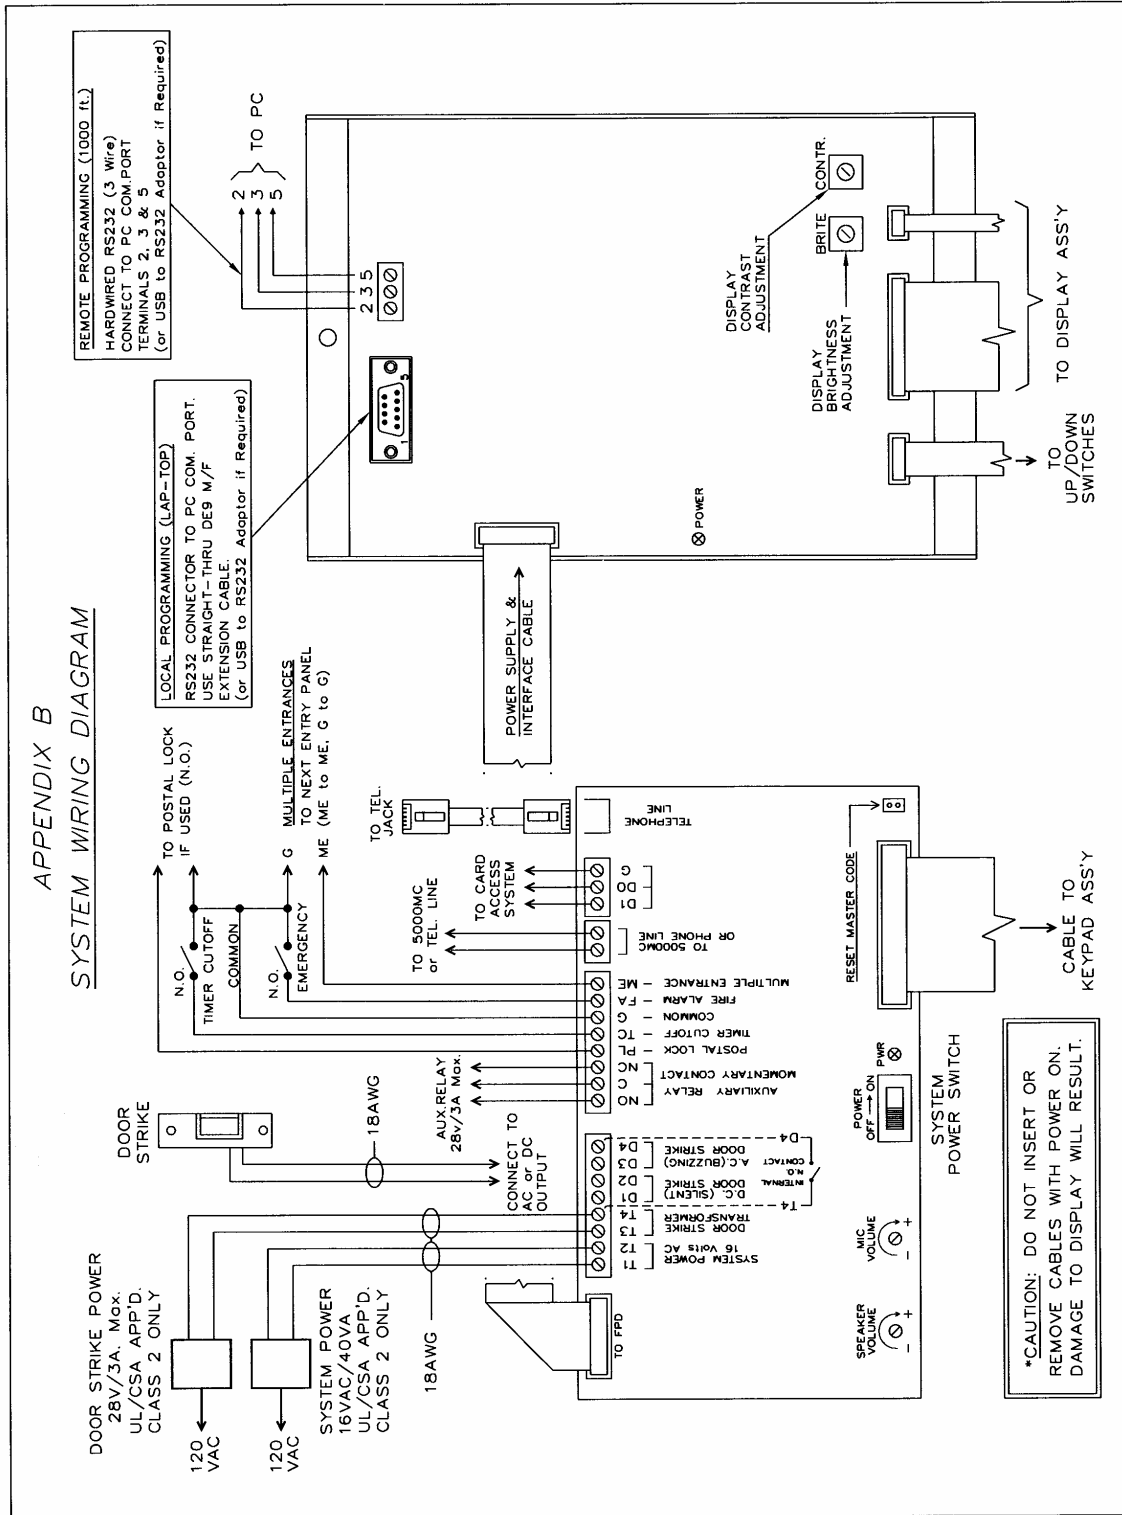 APPENDIX B
SYSTEM WIRING DIAGRAM
DOOR STRIKE POWER
28V/3A. Max.
UL/CSA APP'D.
CLASS 2 ONLY
120
VAC
120
VAC
SYSTEM POWER
16VAC/40VA
UL/CSA APP'D.
CLASS 2 ONLY
18AWG
DOOR
STRIKE
18AWG
CONNECT TO
AC or DC
OUTPUT
AUX.RELAY
28v/3A Max.
N.O.
TIMER CUTOFF
COMMON
N.O.
EMERGENCY
TO POSTAL LOCK
IF USED (N.O.)
G
MULTIPLE ENTRANCES
TO NEXT ENTRY PANEL
ME (ME to ME, G to G)
TO 5000MC
or TEL. LINE
TO CARD
ACCESS
SYSTEM
TO TEL.
JACK
LOCAL PROGRAMMING (LAP-TOP)
RS232 CONNECTOR TO PC COM. PORT.
USE STRAIGHT-THRU DE9 M/F
EXTENSION CABLE.
(or USB to RS232 Adaptor if Required)
REMOTE PROGRAMMING (1000 ft.)
HARDWIRED RS232 (3 Wire)
CONNECT TO PC COM.PORT
TERMINALS 2, 3 & 5
(or USB to RS232 Adaptor if Required)
2
3
5
TO PC
2 3 5
1
5
POWER SUPPLY &
INTERFACE CABLE
POWER
DISPLAY
CONTRAST
ADJUSTMENT
DISPLAY
BRIGHTNESS
ADJUSTMENT
BRITE
CONTR.
TO
UP/DOWN
SWITCHES
TO DISPLAY ASS'Y
TO FPD
T1
T2
SYSTEM POWER
16 Volts AC
T3
T4
DOOR STRIKE
TRANSFORMER
D1
D2
D.C. (SILENT)
DOOR STRIKE
D3
D4
A.C.(BUZZING)
DOOR STRIKE
T4
INTERNAL
N.O.
CONTACT
D4
NO
C
NC
AUXILIARY RELAY
MOMENTARY CONTACT
PL - POSTAL LOCK
TC - TIMER CUTOFF
G - COMMON
FA - FIRE ALARM
ME - MULTIPLE ENTRANCE
TO 5000MC
OR PHONE LINE
D1
D0
G
TELEPHONE
LINE
SPEAKER
VOLUME
- +
MIC
VOLUME
- +
POWER
OFF ON
PWR
SYSTEM
POWER SWITCH
RESET MASTER CODE
CABLE TO
KEYPAD ASS'Y
*CAUTION: DO NOT INSERT OR
REMOVE CABLES WITH POWER ON.
DAMAGE TO DISPLAY WILL RESULT.